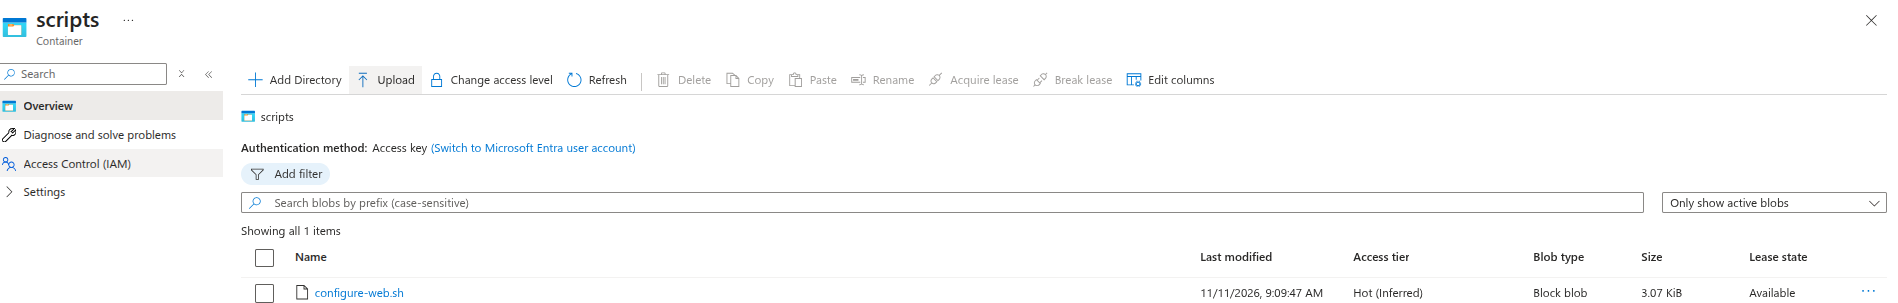 scripts ...
Container
Search
Overview
Diagnose and solve problems
Access Control (IAM)
Settings
Add Directory Upload Change access level Refresh Delete Copy Paste Rename Acquire lease Break lease Edit columns
scripts
Authentication method: Access key (Switch to Microsoft Entra user account)
Add filter
Search blobs by prefix (case-sensitive) Only show active blobs
Showing all 1 items
Name Last modified Access tier Blob type Size Lease state
configure-web.sh 11/11/2026, 9:09:47 AM Hot (Inferred) Block blob 3.07 KiB Available ...